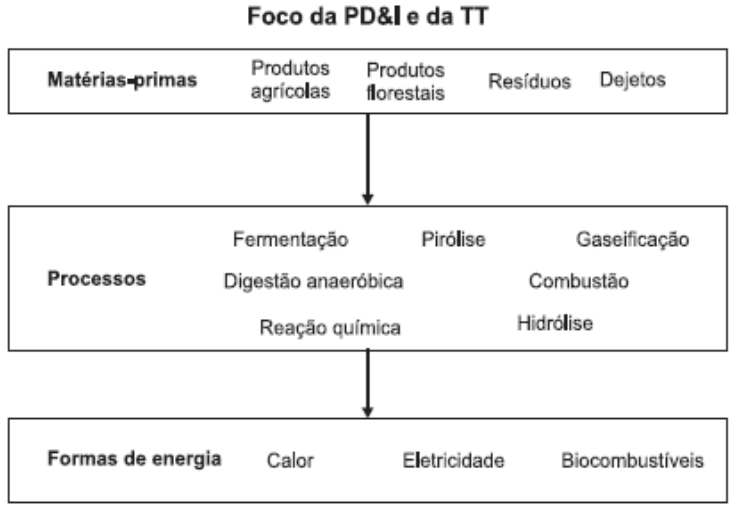 Foco da PD&I e da TT
Matérias-primas
Produtos
agrícolas
Produtos
florestais
Resíduos
Dejetos
Processos
Fermentação
Pirólise
Gaseificação
Digestão anaeróbica
Combustão
Reação química
Hidrólise
Formas de energia
Calor
Eletricidade
Biocombustíveis